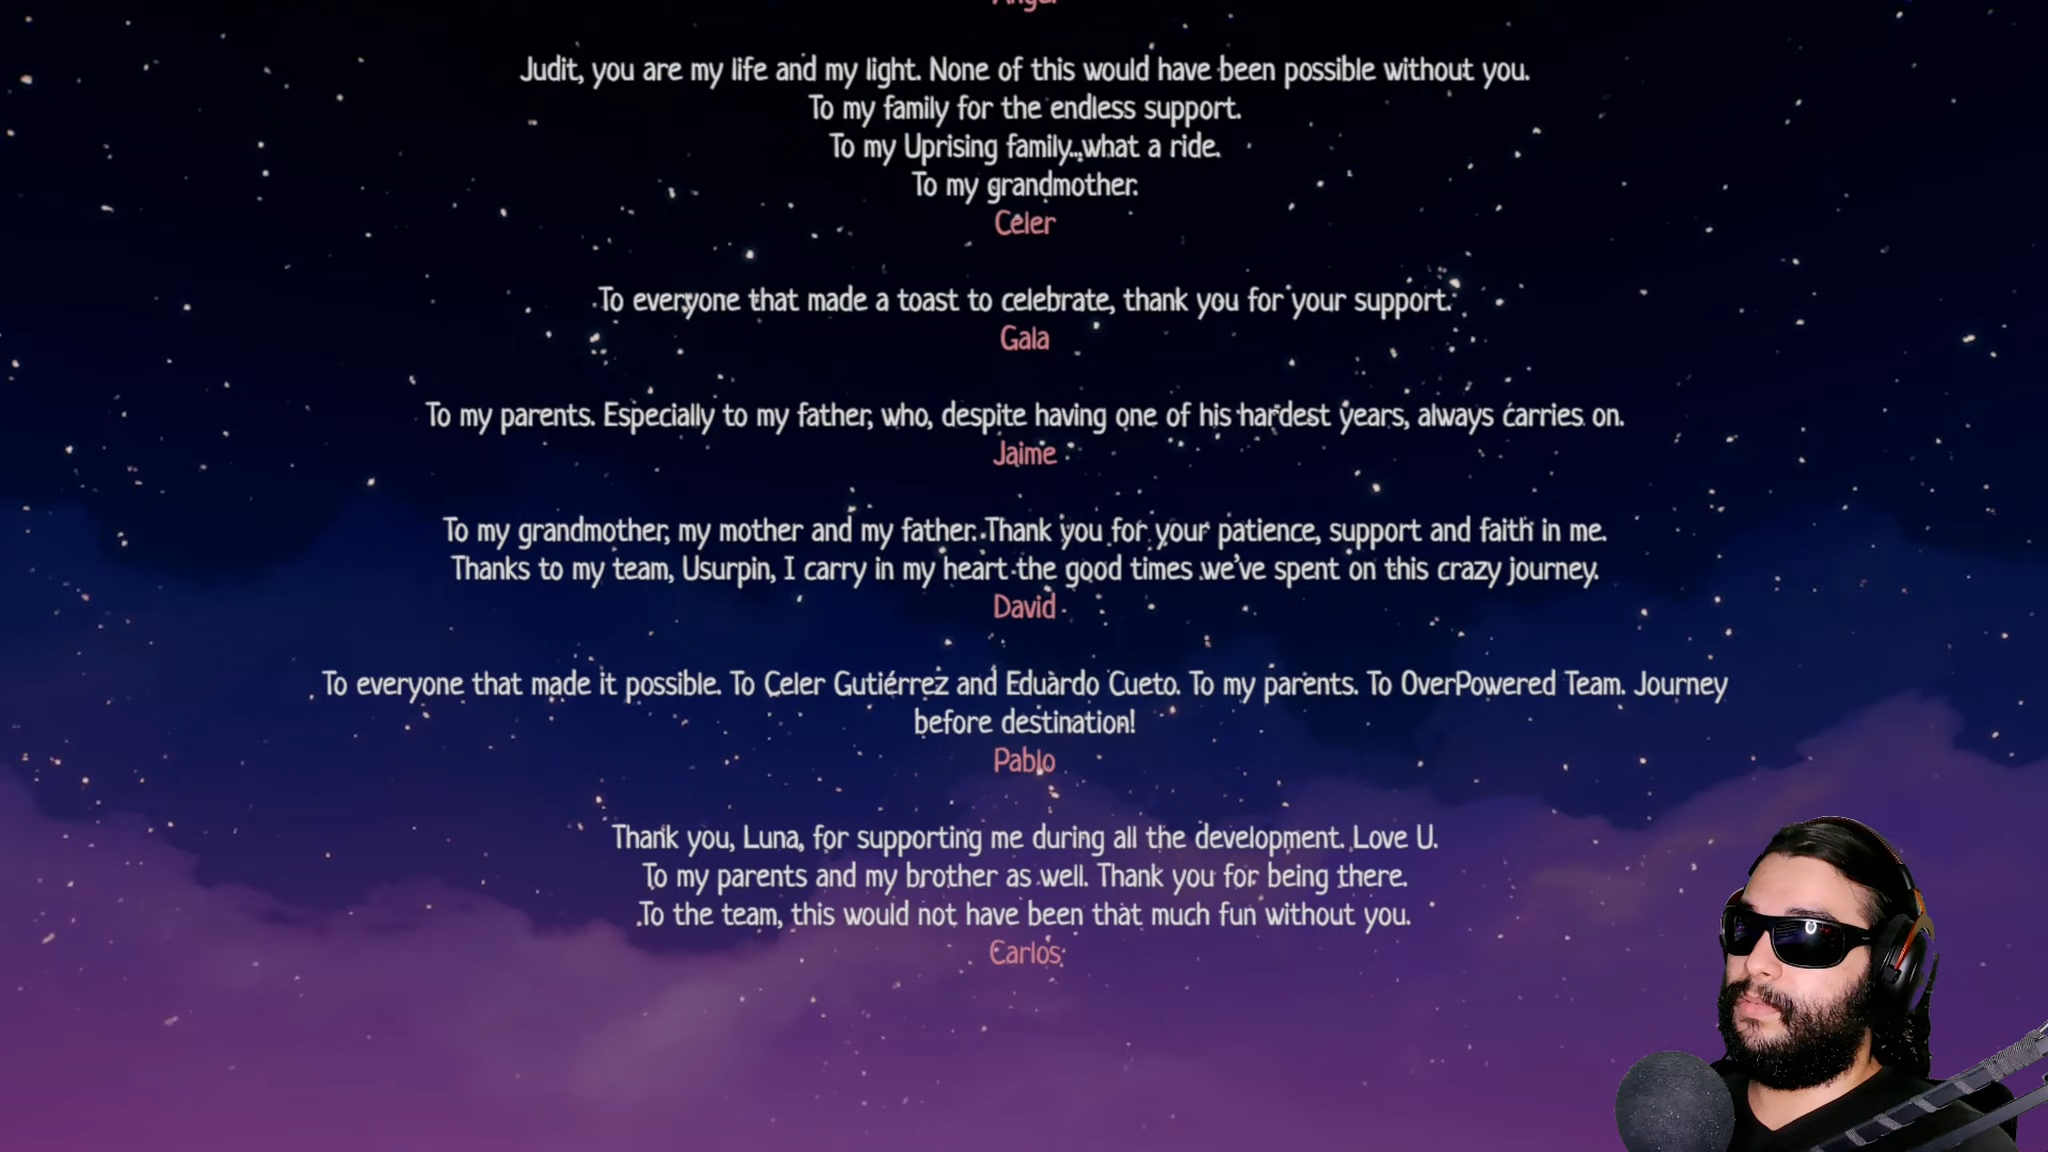 Angel
Judit, you are my life and my light. None of this would have been possible without you.
To my family for the endless support.
To my Uprising family...what a ride.
To my grandmother.
Celer
To everyone that made a toast to celebrate, thank you for your support.
Gala
To my parents. Especially to my father, who, despite having one of his hardest years, always carries on.
Jaime
To my grandmother, my mother and my father. Thank you for your patience, support and faith in me.
Thanks to my team, Usurpin, I carry in my heart the good times we've spent on this crazy journey.
David
To everyone that made it possible. To Celer Gutiérrez and Eduardo Cueto. To my parents. To OverPowered Team. Journey
before destination!
Pablo
Thank you, Luna, for supporting me during all the development. Love U.
To my parents and my brother as well. Thank you for being there.
To the team, this would not have been that much fun without you.
Carlos